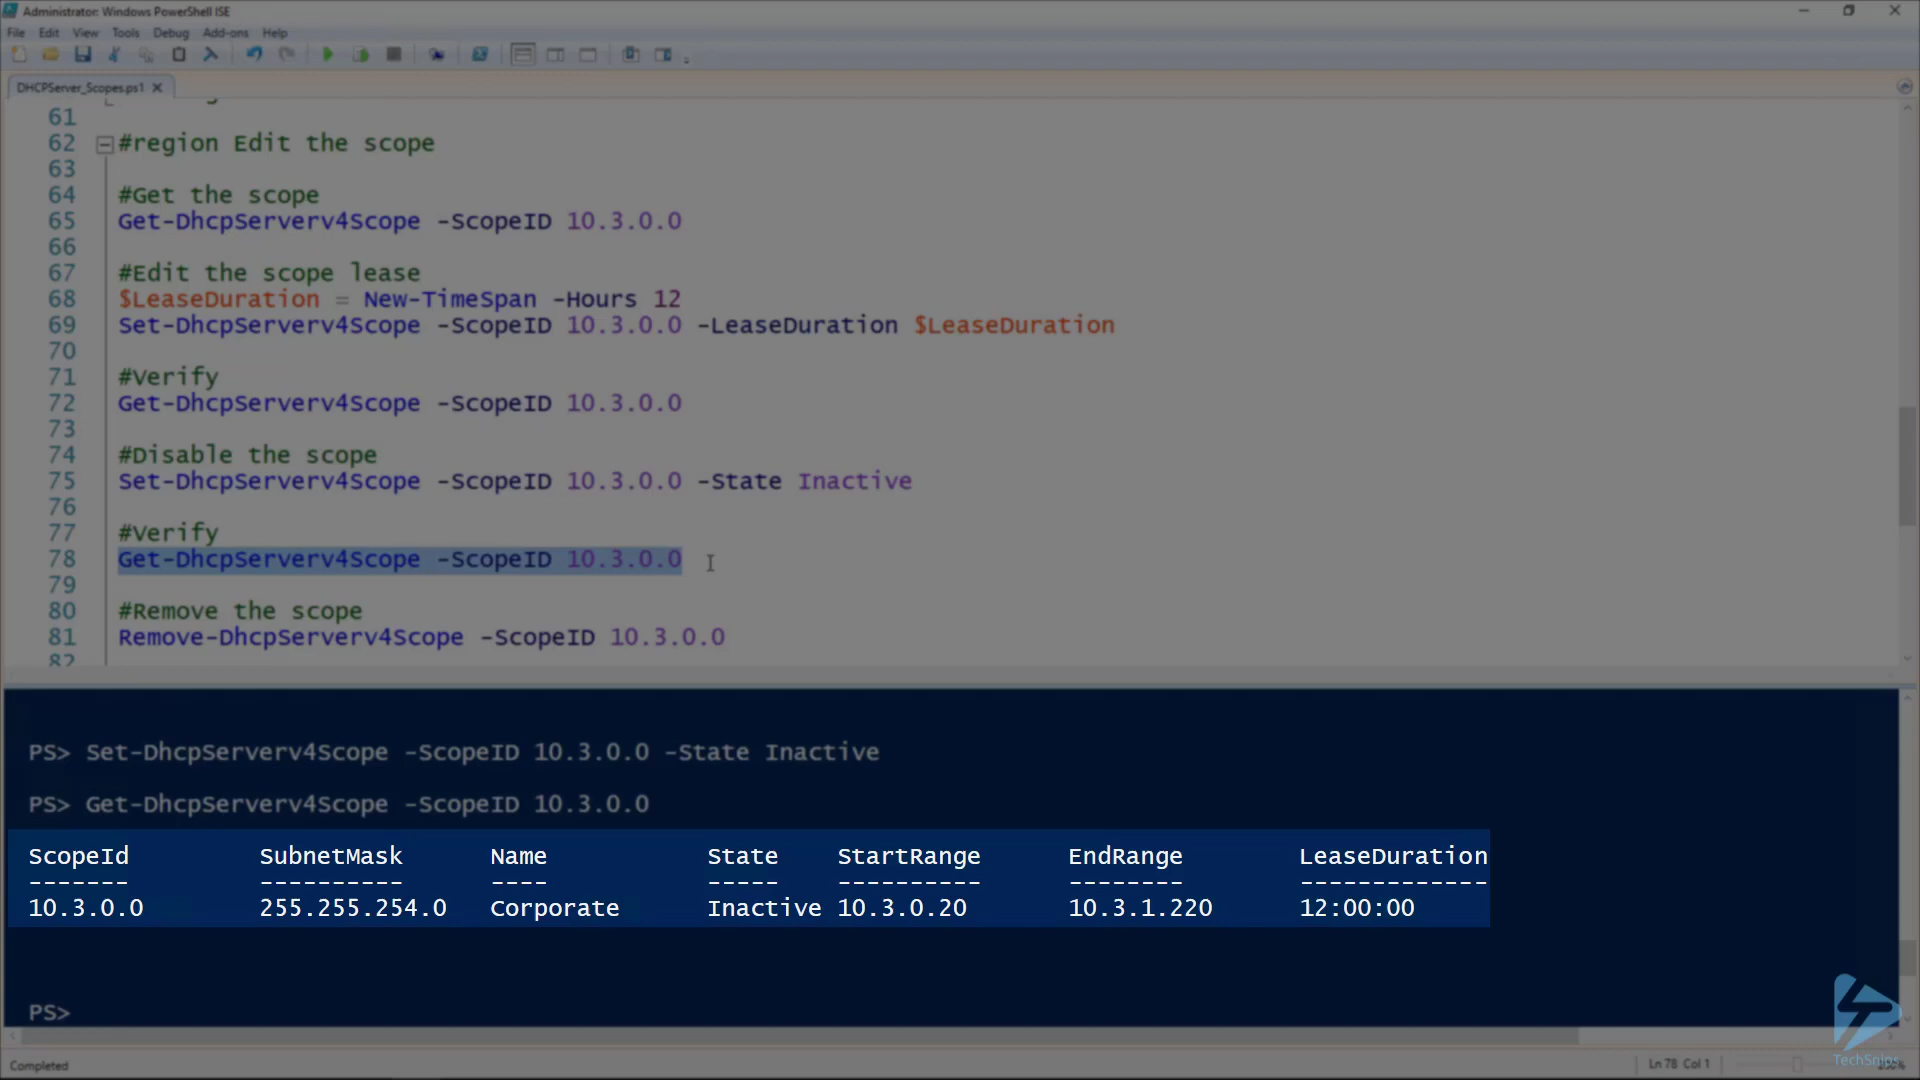 Administrator: Windows PowerShell ISE
File Edit View Tools Debug Add-ons Help
DHCPServer_Scopes.ps1
61
62 #region Edit the scope
63
64 #Get the scope
65 Get-DhcpServerv4Scope -ScopeID 10.3.0.0
66
67 #Edit the scope lease
68 $LeaseDuration = New-TimeSpan -Hours 12
69 Set-DhcpServerv4Scope -ScopeID 10.3.0.0 -LeaseDuration $LeaseDuration
70
71 #Verify
72 Get-DhcpServerv4Scope -ScopeID 10.3.0.0
73
74 #Disable the scope
75 Set-DhcpServerv4Scope -ScopeID 10.3.0.0 -State Inactive
76
77 #Verify
78 Get-DhcpServerv4Scope -ScopeID 10.3.0.0
79
80 #Remove the scope
81 Remove-DhcpServerv4Scope -ScopeID 10.3.0.0
82
PS> Set-DhcpServerv4Scope -ScopeID 10.3.0.0 -State Inactive
PS> Get-DhcpServerv4Scope -ScopeID 10.3.0.0
ScopeId SubnetMask Name State StartRange EndRange LeaseDuration
------- ---------- ---- ----- ---------- -------- -------------
10.3.0.0 255.255.254.0 Corporate Inactive 10.3.0.20 10.3.1.220 12:00:00
PS>
Completed
Ln 78 Col 1
TechSnips